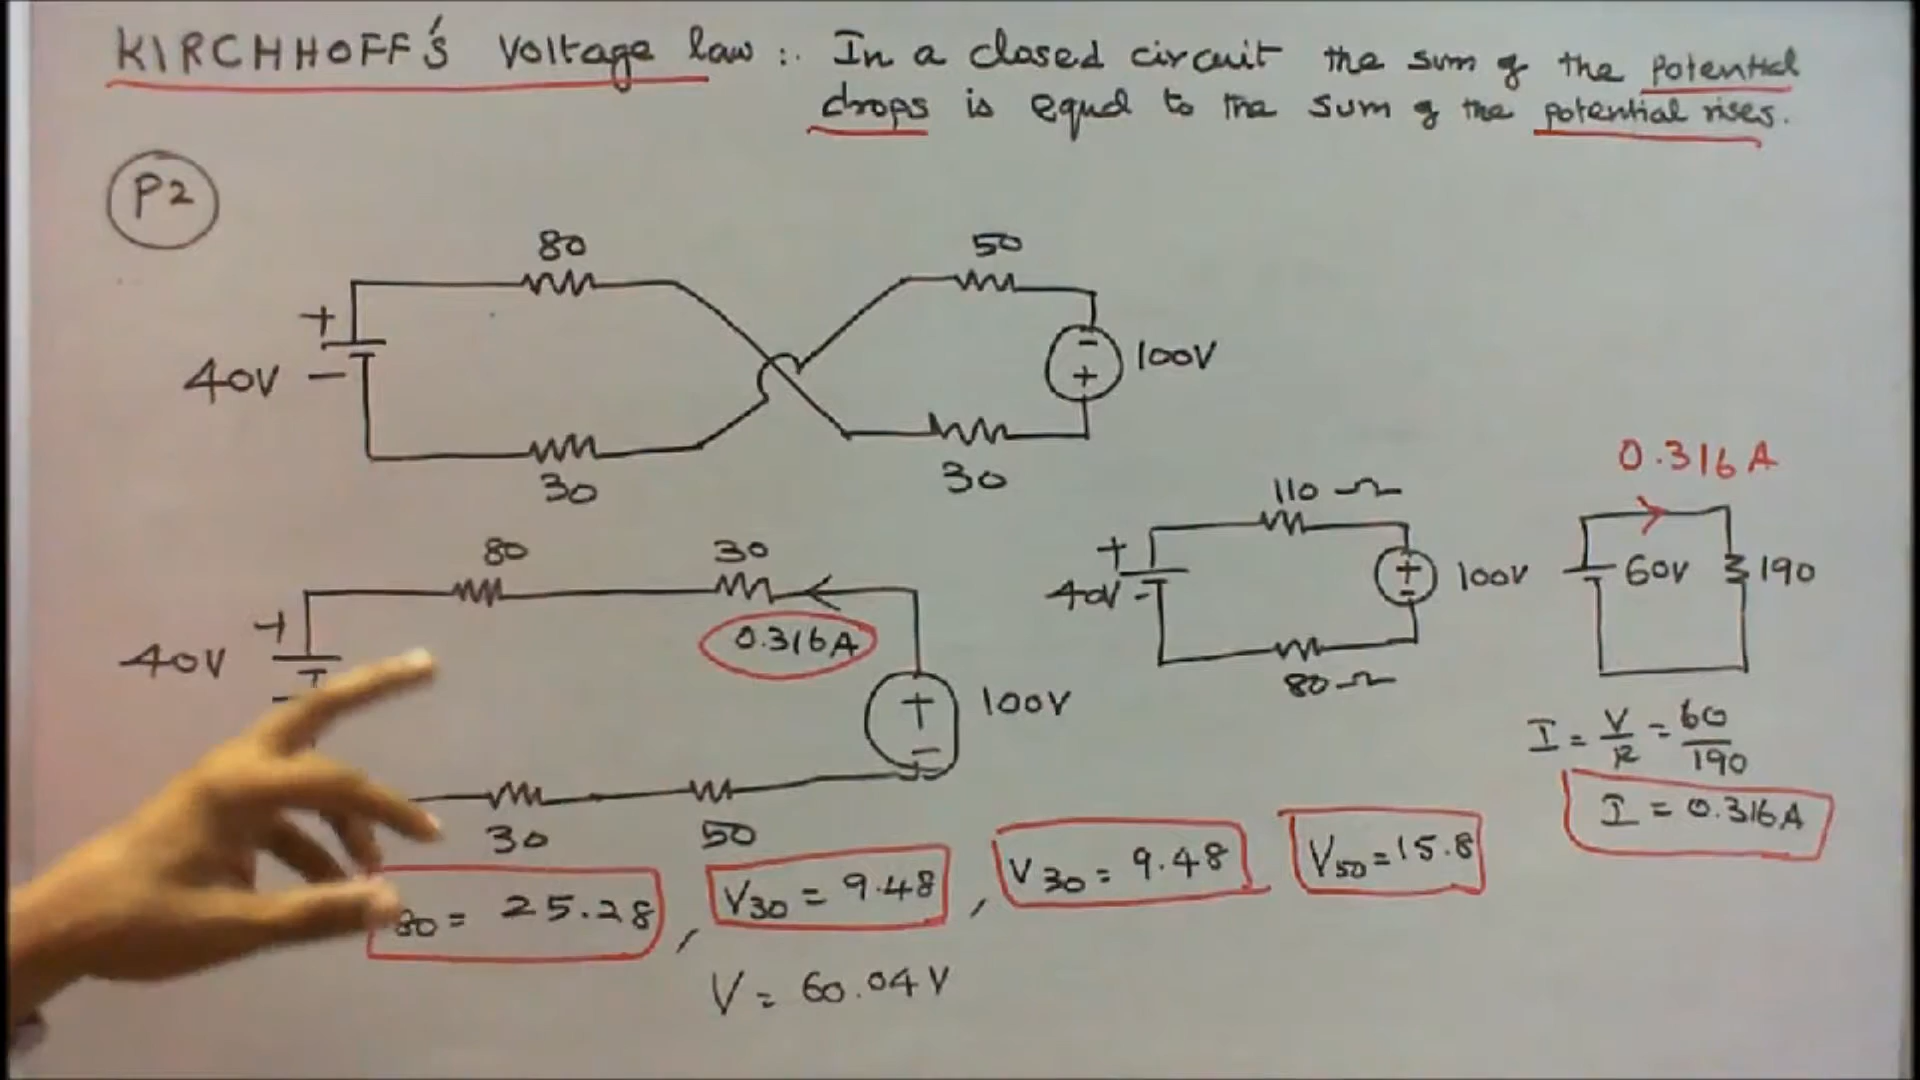 KIRCHHOFF'S Voltage law :. In a closed circuit the sum of the potential
drops is equal to the sum of the potential rises.
P2
80
50
+
40V
-
-
+
100V
30
30
80
30
+
40V
-
0.316A
+
-
100V
30
50
110 Ω
+
40V
-
+
-
100V
80 Ω
0.316 A
60V
190
I = V/R = 60/190
I = 0.316A
80 = 25.28 , V30 = 9.48 , V30 = 9.48 V50 = 15.8
V = 60.04 V